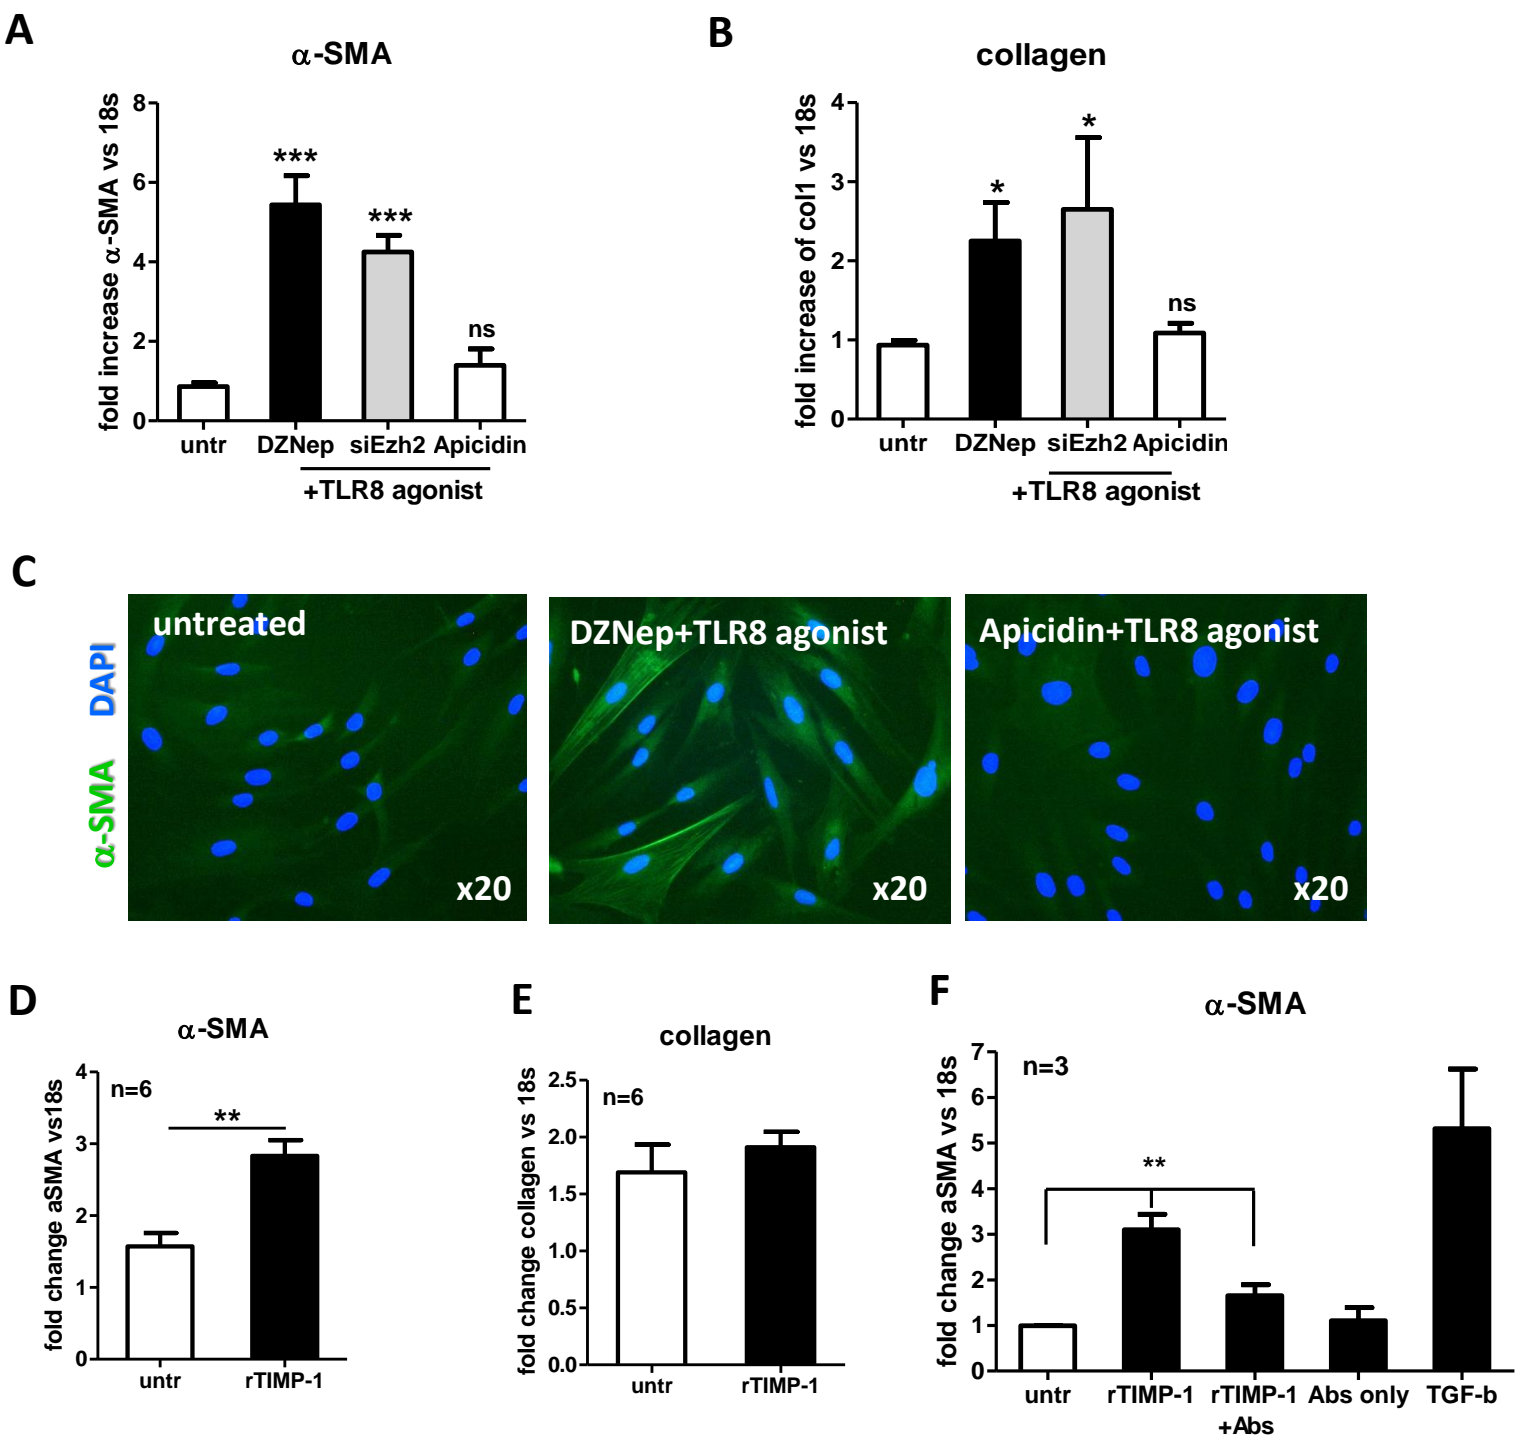 A
α-SMA
fold increase α-SMA vs 18s
8
6
4
2
0
***
***
ns
untr DZNep siEzh2 Apicidin
+TLR8 agonist
B
collagen
fold increase of col1 vs 18s
4
3
2
1
0
*
*
ns
untr DZNep siEzh2 Apicidin
+TLR8 agonist
C
α-SMA DAPI
untreated
x20
DZNep+TLR8 agonist
x20
Apicidin+TLR8 agonist
x20
D
α-SMA
fold change aSMA vs18s
4
3
2
1
0
n=6
**
untr rTIMP-1
E
collagen
fold change collagen vs 18s
2.5
2.0
1.5
1.0
0.5
0.0
n=6
untr rTIMP-1
F
α-SMA
fold change aSMA vs 18s
7
6
5
4
3
2
1
0
n=3
**
untr rTIMP-1 rTIMP-1 Abs only TGF-b
+Abs